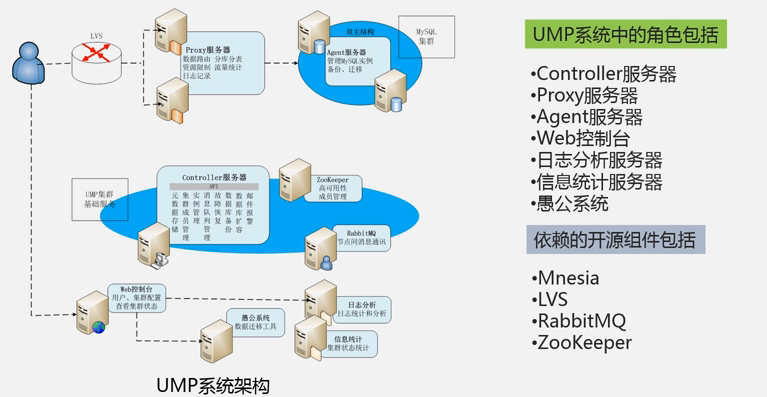 LVS
Proxy服务器
数据路由 分库分表
资源限制 流量统计
日志记录
双主结构
Agent服务器
管理MySQL实例
备份、迁移
MySQL
集群
UMP集群
基础服务
Controller服务器
API
元数据存储
集群成员管理
实例管理
消息队列管理
故障恢复
数据库备份
数据库扩容
邮件报警
ZooKeeper
高可用性
成员管理
RabbitMQ
节点间消息通讯
Web控制台
用户、集群配置
查看集群状态
愚公系统
数据迁移工具
日志分析
日志统计和分析
信息统计
集群状态统计
UMP系统架构
UMP系统中的角色包括
•Controller服务器
•Proxy服务器
•Agent服务器
•Web控制台
•日志分析服务器
•信息统计服务器
•愚公系统
依赖的开源组件包括
•Mnesia
•LVS
•RabbitMQ
•ZooKeeper